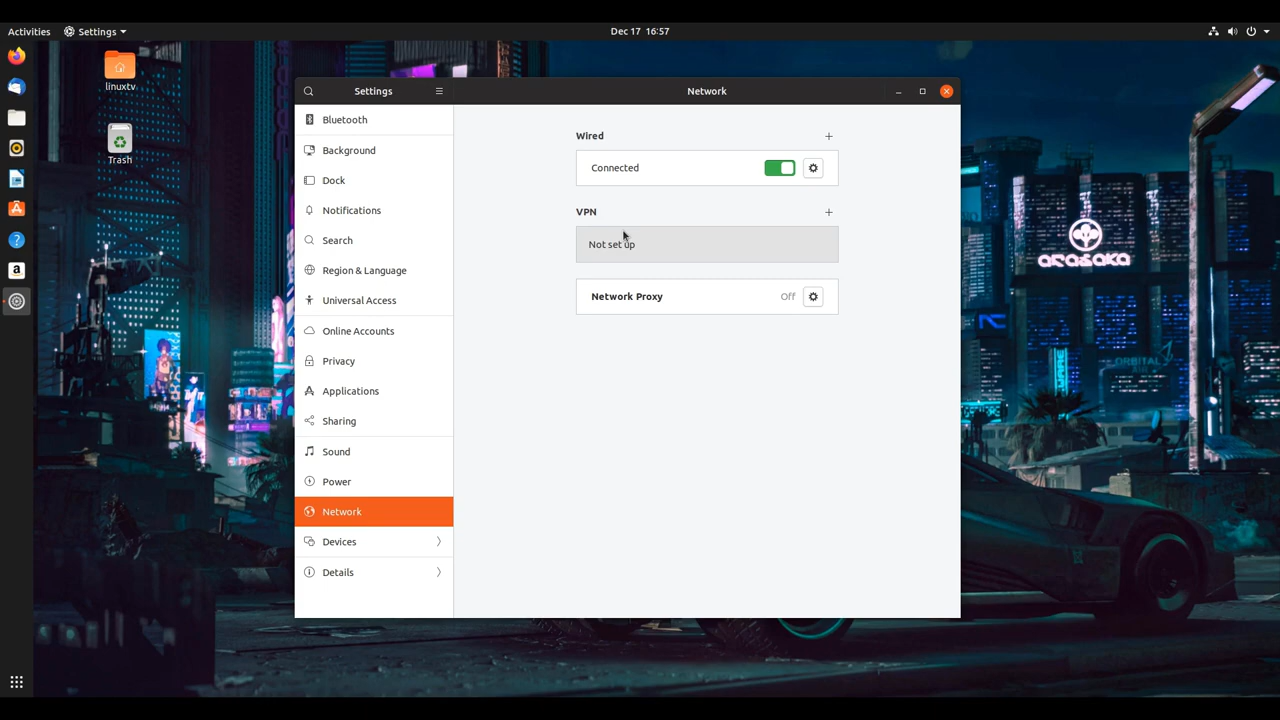 Activities
Settings
Dec 17 16:57
linuxtv
Trash
Settings
Network
Bluetooth
Background
Dock
Notifications
Search
Region & Language
Universal Access
Online Accounts
Privacy
Applications
Sharing
Sound
Power
Network
Devices
Details
Wired
Connected
VPN
Not set up
Network Proxy
Off
arasaka
ORBITAL